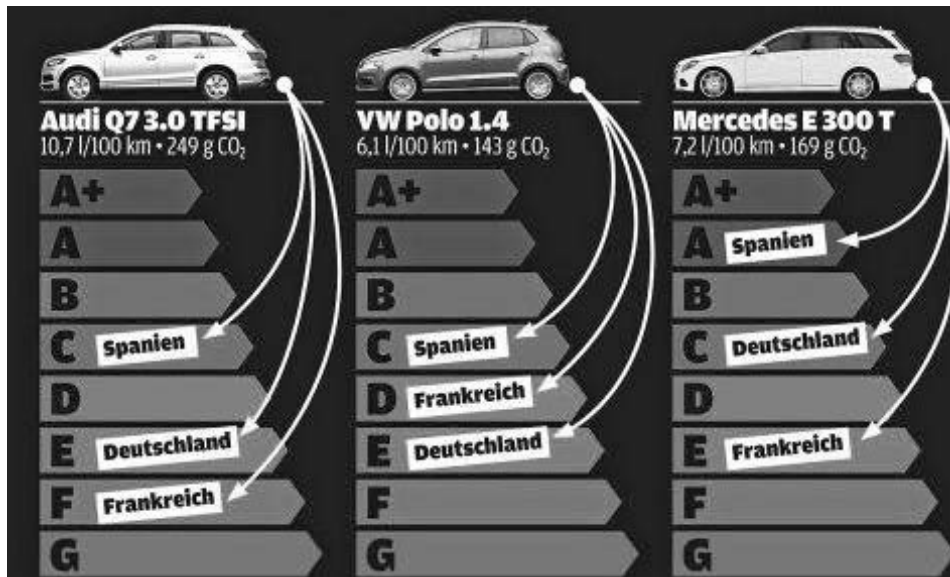 Audi Q7 3.0 TFSI
10,7 l/100 km • 249 g CO₂
A+
A
B
C Spanien
D
E Deutschland
F Frankreich
G
VW Polo 1.4
6,1 l/100 km • 143 g CO₂
A+
A
B
C Spanien
D Frankreich
E Deutschland
F
G
Mercedes E 300 T
7,2 l/100 km • 169 g CO₂
A+
A Spanien
B
C Deutschland
D
E Frankreich
F
G